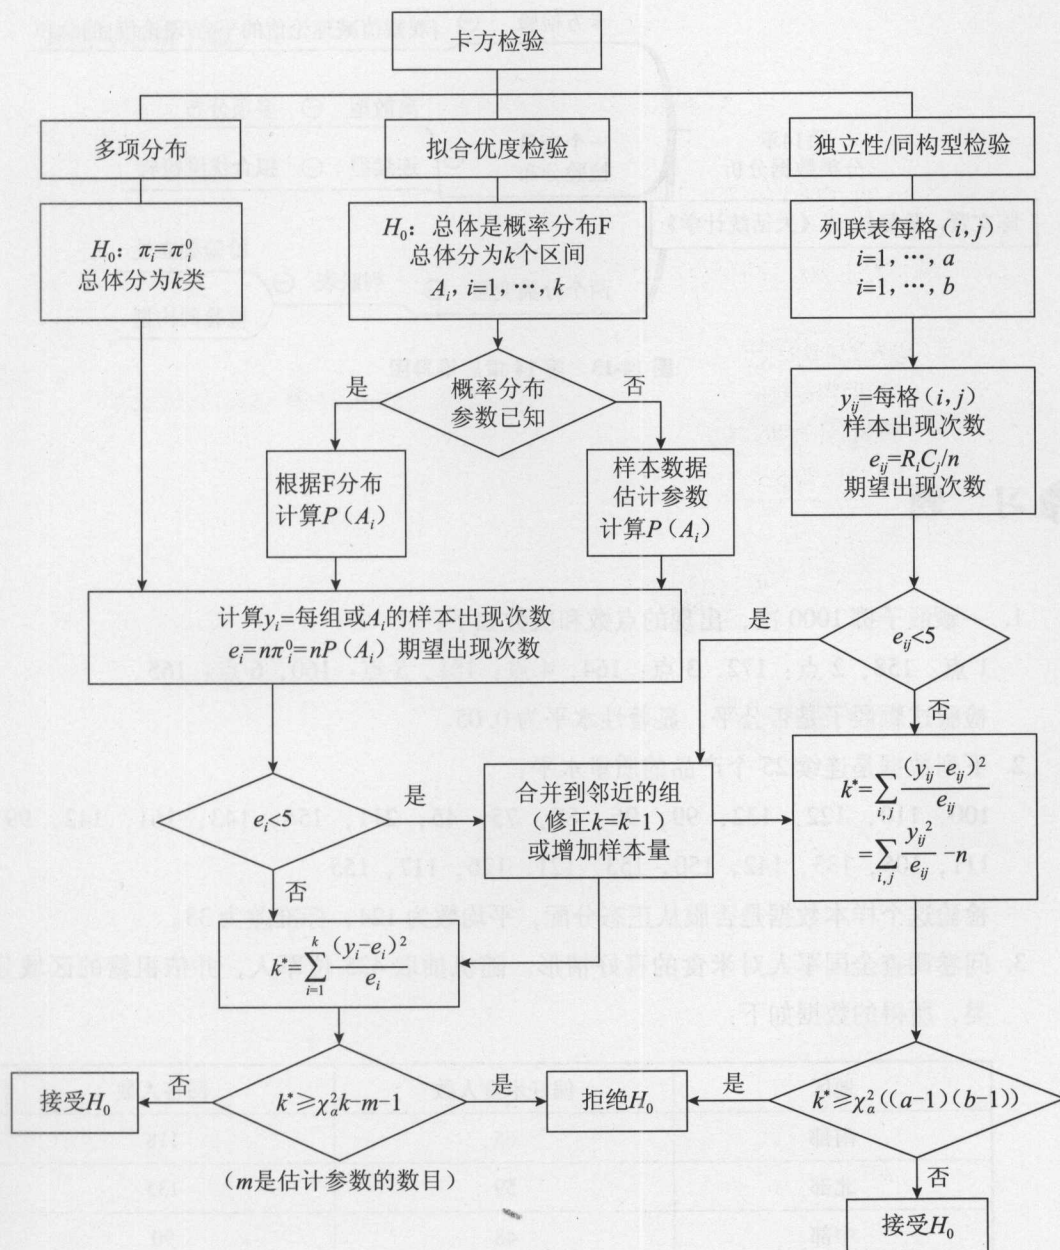 卡方检验
多项分布
拟合优度检验
独立性/同构型检验
H₀：πᵢ=π⁰ᵢ
总体分为k类
H₀：总体是概率分布F
总体分为k个区间
Aᵢ, i=1, …, k
列联表每格(i,j)
i=1, …, a
i=1, …, b
概率分布
参数已知
是
否
根据F分布
计算P（Aᵢ）
样本数据
估计参数
计算P（Aᵢ）
yᵢⱼ=每格(i,j)
样本出现次数
eᵢⱼ=RᵢCⱼ/n
期望出现次数
计算yᵢ=每组或Aᵢ的样本出现次数
eᵢ=nπ⁰ᵢ=nP（Aᵢ）期望出现次数
是
eᵢⱼ<5
否
eᵢ<5
是
否
合并到邻近的组
（修正k=k-1）
或增加样本量
k*=∑i,j (yᵢⱼ-eᵢⱼ)²/eᵢⱼ
=∑i,j yᵢⱼ²/eᵢⱼ -n
k*=∑ᵏᵢ₌₁ (yᵢ-eᵢ)²/eᵢ
接受H₀
否
k*≥χ²α k-m-1
是
拒绝H₀
是
k*≥χ²α((a-1)(b-1))
否
（m是估计参数的数目）
接受H₀